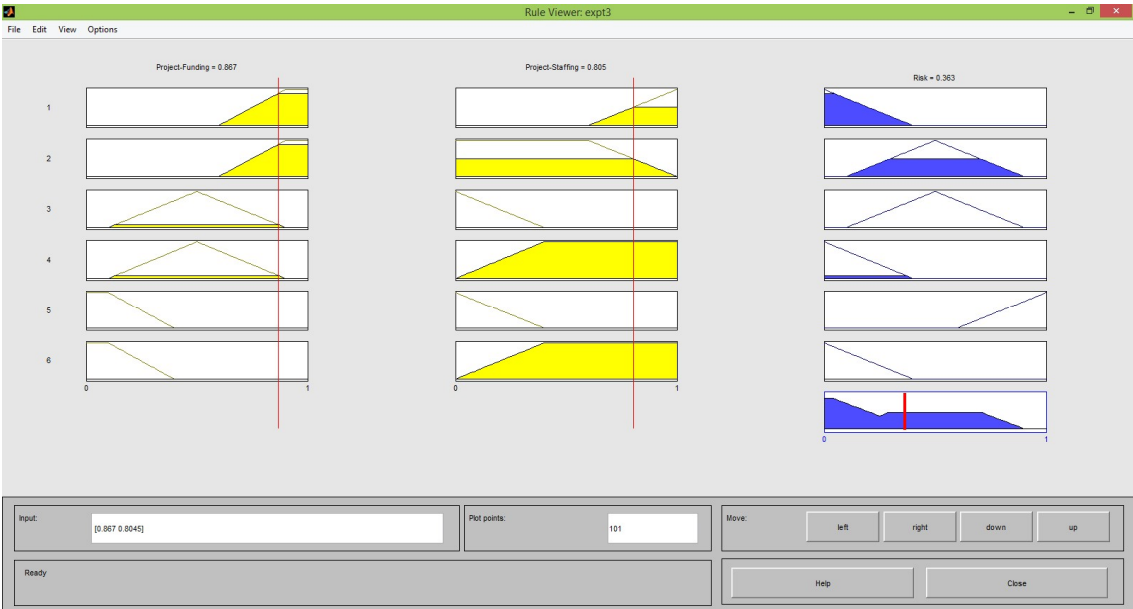 Rule Viewer: expt3
File Edit View Options
Project-Funding = 0.867
Project-Staffing = 0.805
Risk = 0.363
1
2
3
4
5
6
0 1
0 1
0 1
Input:
[0.867 0.8045]
Plot points:
101
Move:
left right down up
Ready
Help Close